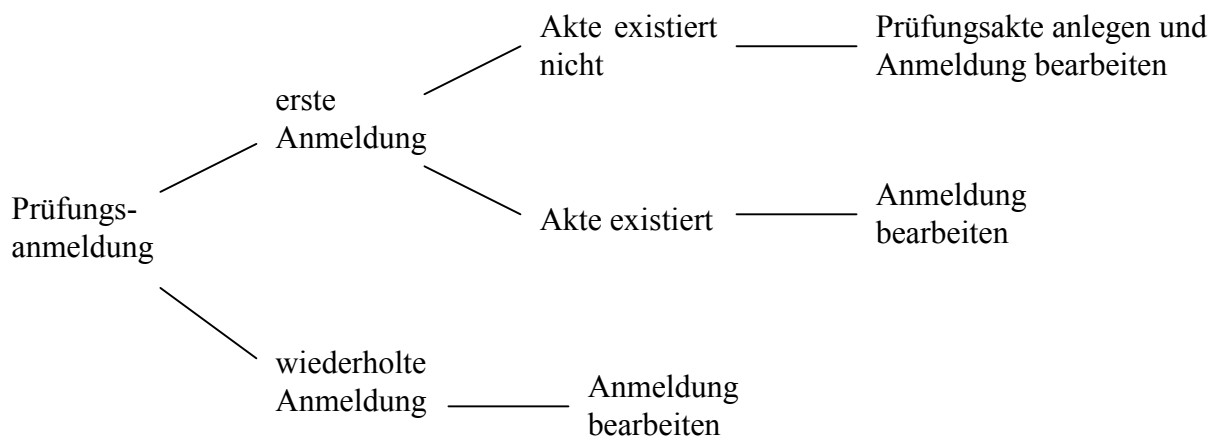 Akte existiert
nicht
Prüfungsakte anlegen und
Anmeldung bearbeiten
erste
Anmeldung
Prüfungs-
anmeldung
Akte existiert
Anmeldung
bearbeiten
wiederholte
Anmeldung
Anmeldung
bearbeiten